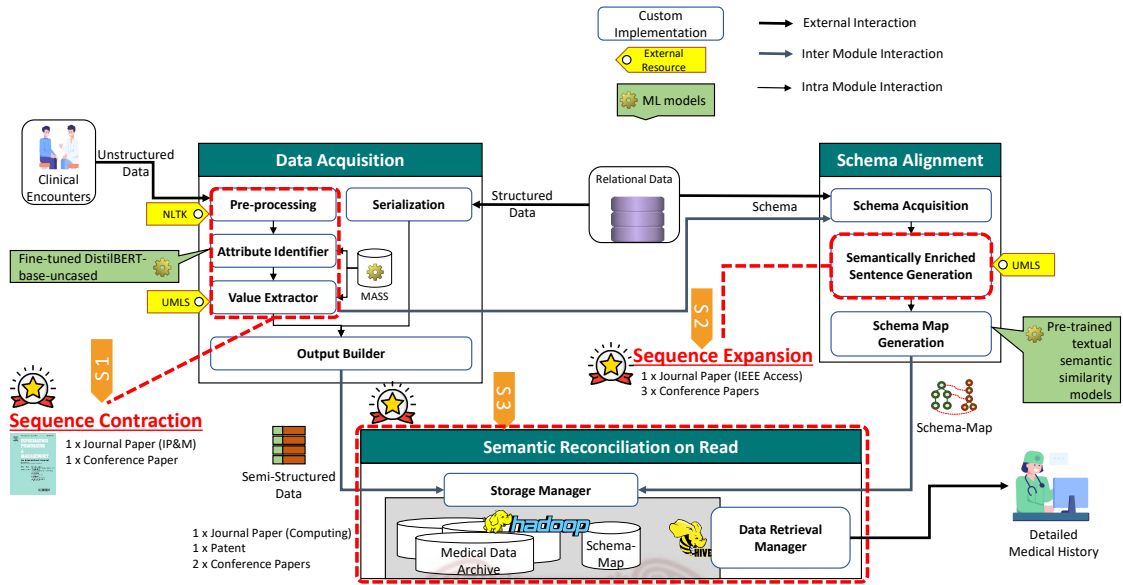 Custom
Implementation
External
Resource
ML models
External Interaction
Inter Module Interaction
Intra Module Interaction
Clinical
Encounters
Unstructured
Data
Data Acquisition
Pre-processing
Serialization
NLTK
Attribute Identifier
Fine-tuned DistilBERT-
base-uncased
MASS
Value Extractor
UMLS
Output Builder
Structured
Data
Relational Data
Schema
Schema Alignment
Schema Acquisition
Semantically Enriched
Sentence Generation
UMLS
Schema Map
Generation
Pre-trained
textual
semantic
similarity
models
S 1
S 2
S 3
Sequence Contraction
1 x Journal Paper (IP&M)
1 x Conference Paper
Sequence Expansion
1 x Journal Paper (IEEE Access)
3 x Conference Papers
Schema-Map
Semi-Structured
Data
Semantic Reconciliation on Read
Storage Manager
hadoop
Medical Data
Archive
Schema-
Map
HIVE
Data Retrieval
Manager
1 x Journal Paper (Computing)
1 x Patent
2 x Conference Papers
Detailed
Medical History